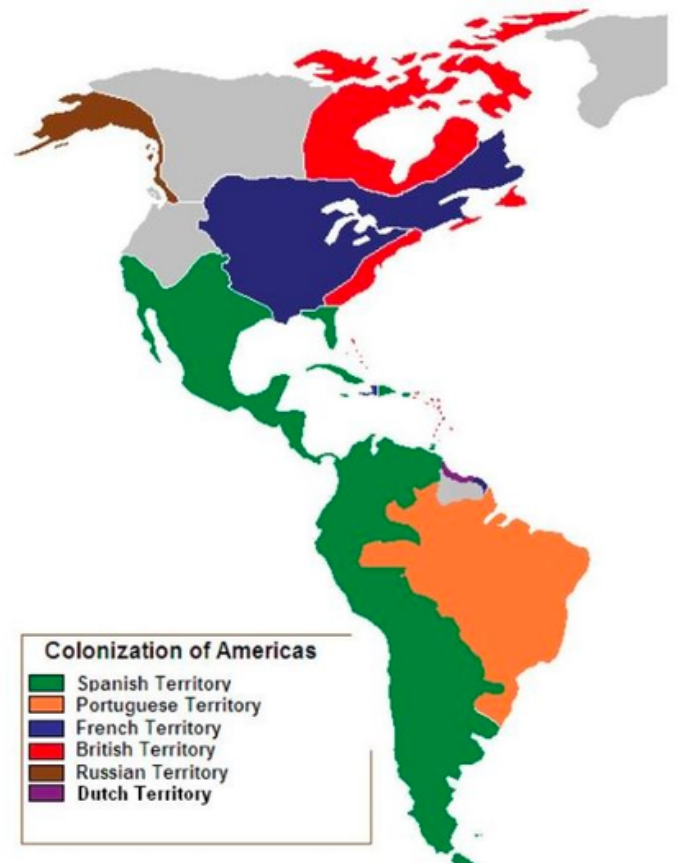 Colonization of Americas
Spanish Territory
Portuguese Territory
French Territory
British Territory
Russian Territory
Dutch Territory